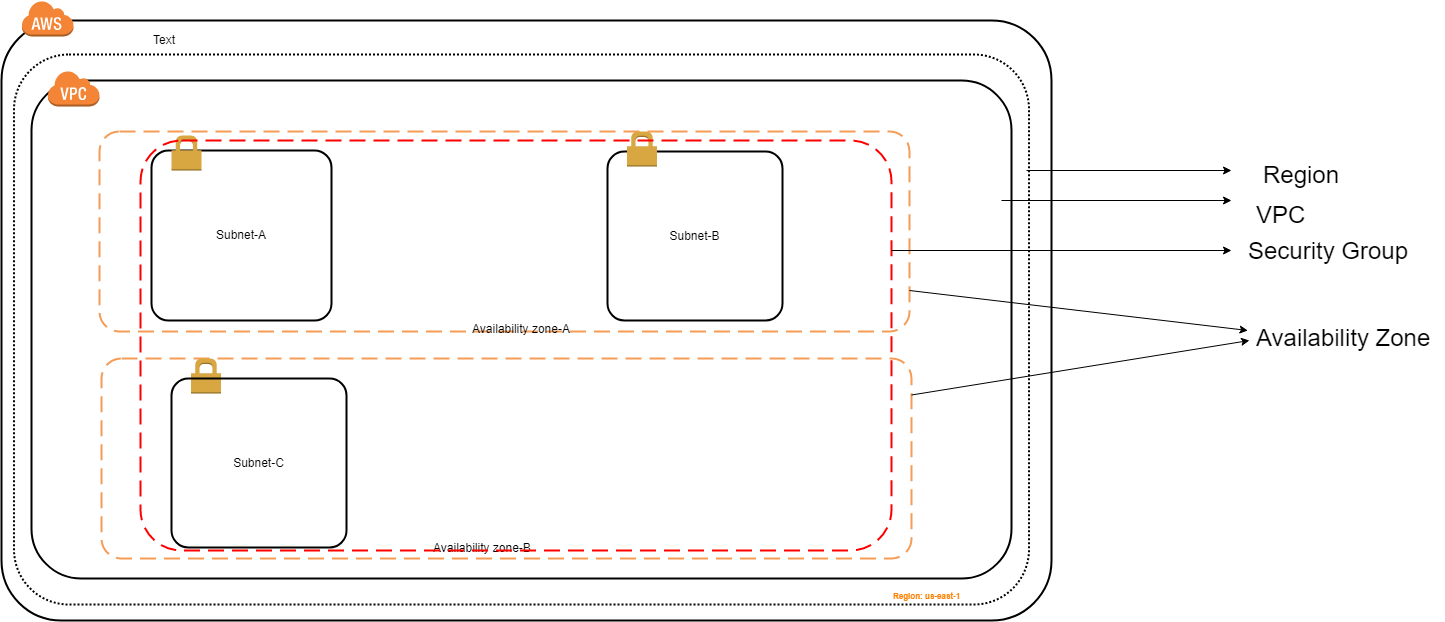 AWS
Text
VPC
Region
VPC
Subnet-A
Subnet-B
Security Group
Availability zone-A
Availability Zone
Subnet-C
Availability zone-B
Region: us-east-1